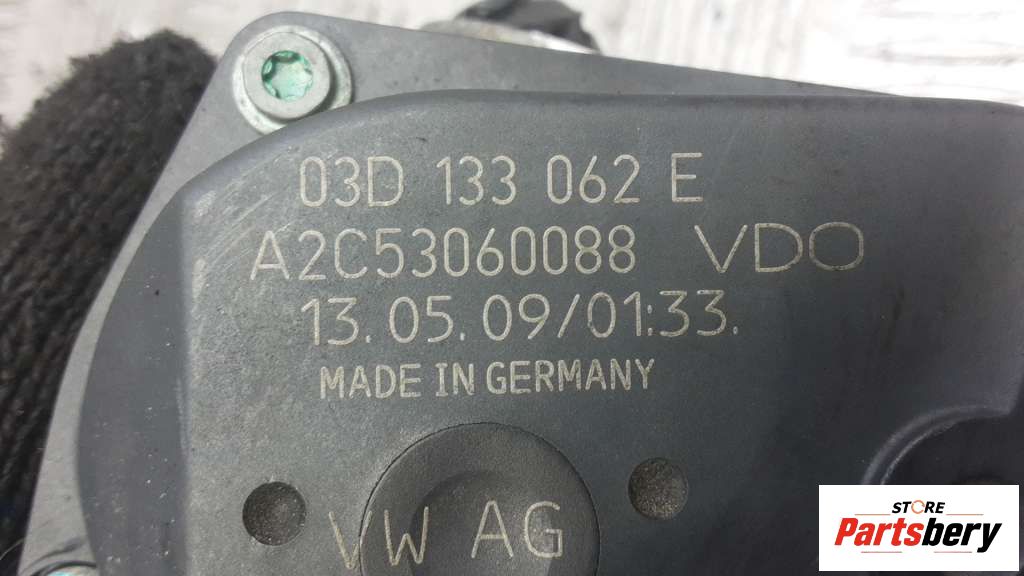 03D 133 062 E
A2C53060088 VDO
13.05.09/01:33.
MADE IN GERMANY
VW AG
STORE
Partsbery